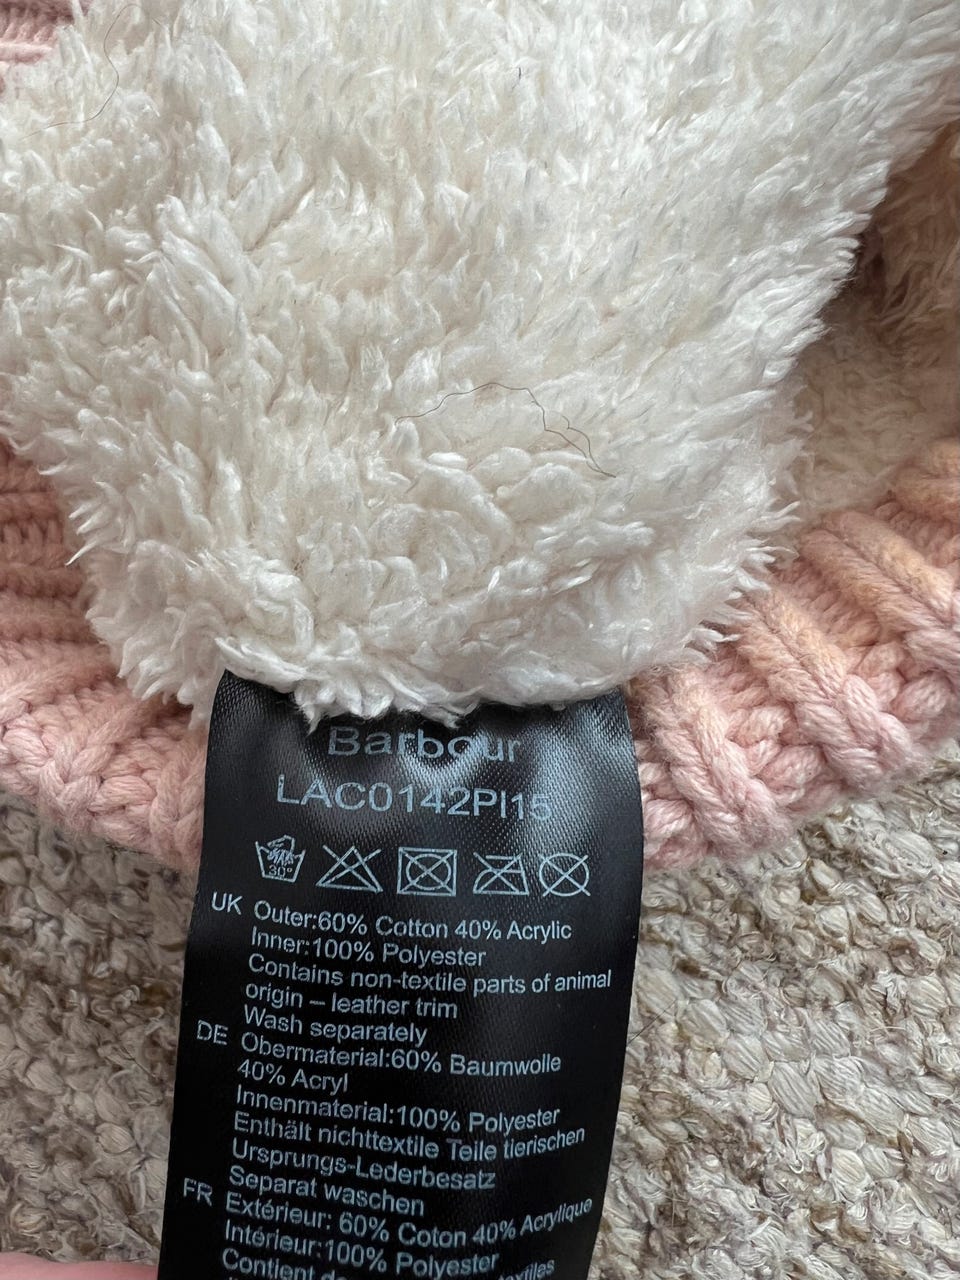 Barbour
LAC0142PI15
30°
UK Outer:60% Cotton 40% Acrylic
Inner:100% Polyester
Contains non-textile parts of animal
origin – leather trim
Wash separately
DE Obermaterial:60% Baumwolle
40% Acryl
Innenmaterial:100% Polyester
Enthält nichttextile Teile tierischen
Ursprungs-Lederbesatz
Separat waschen
FR Extérieur: 60% Coton 40% Acrylique
Intérieur:100% Polyester
Contient